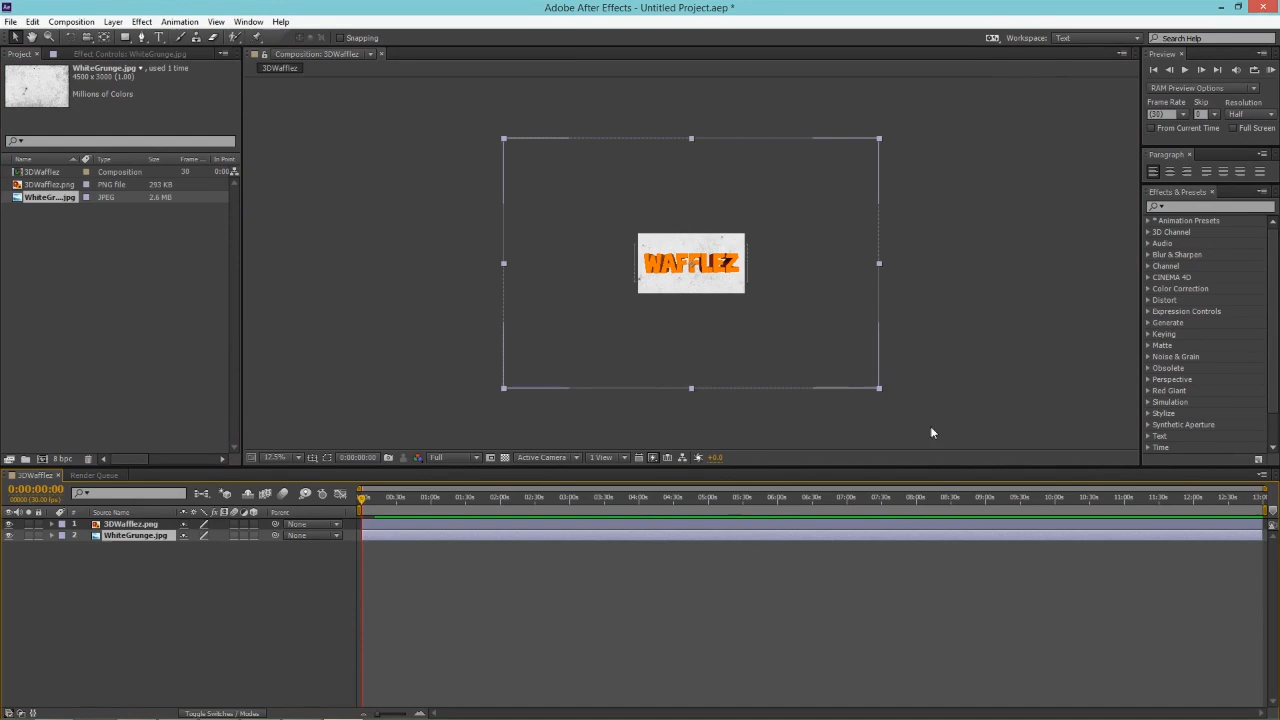 Adobe After Effects - Untitled Project.aep *
File Edit Composition Layer Effect Animation View Window Help
Snapping
Workspace: Text
Search Help
Project
Effect Controls: WhiteGrunge.jpg
Composition: 3DWafflez
3DWafflez
WhiteGrunge.jpg , used 1 time
4500 x 3000 (1.00)
Millions of Colors
Name Type Size Frame ... In Point
3DWafflez Composition 30 0:00
3DWafflez.png PNG file 293 KB
WhiteGr....jpg JPEG 2.6 MB
8 bpc
WAFFLEZ
12.5% 0:00:00:00 Full Active Camera 1 View +0.0
Preview
RAM Preview Options
Frame Rate Skip Resolution
(30) 0 Half
From Current Time Full Screen
Paragraph
Effects & Presets
* Animation Presets
3D Channel
Audio
Blur & Sharpen
Channel
CINEMA 4D
Color Correction
Distort
Expression Controls
Generate
Keying
Matte
Noise & Grain
Obsolete
Perspective
Red Giant
Simulation
Stylize
Synthetic Aperture
Text
Time
3DWafflez
Render Queue
0:00:00:00
00000 (30.00 fps)
# Source Name Parent
1 3DWafflez.png None
2 WhiteGrunge.jpg None
00:30s 01:00s 01:30s 02:00s 02:30s 03:00s 03:30s 04:00s 04:30s 05:00s 05:30s 06:00s 06:30s 07:00s 07:30s 08:00s 08:30s 09:00s 09:30s 10:00s 10:30s 11:00s 11:30s 12:00s 12:30s 13:0
Toggle Switches / Modes